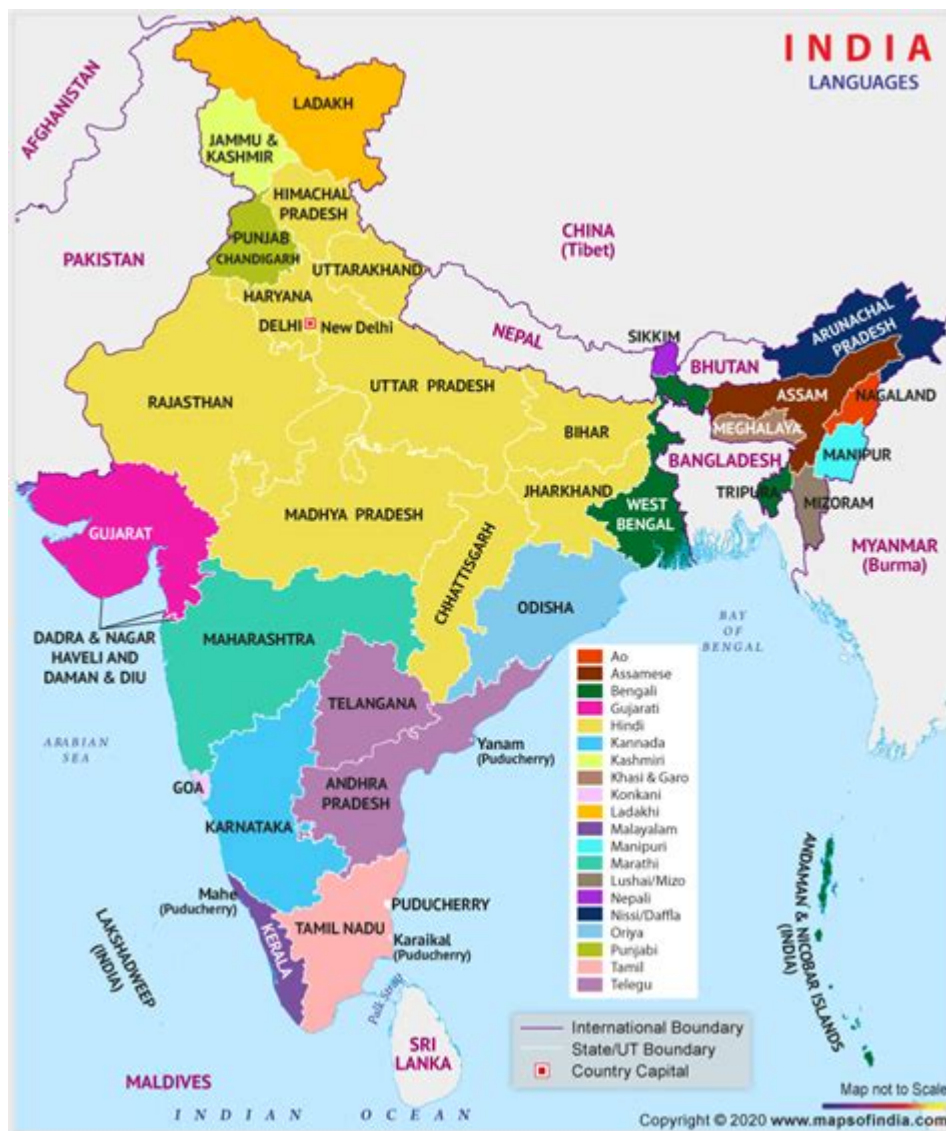 INDIA
LANGUAGES
AFGHANISTAN
LADAKH
JAMMU &
KASHMIR
HIMACHAL
PRADESH
CHINA
(Tibet)
PAKISTAN
PUNJAB
CHANDIGARH
UTTARAKHAND
HARYANA
DELHI
New Delhi
NEPAL
SIKKIM
BHUTAN
ARUNACHAL
PRADESH
RAJASTHAN
UTTAR PRADESH
BIHAR
ASSAM
NAGALAND
MEGHALAYA
MANIPUR
BANGLADESH
TRIPURA
MIZORAM
JHARKHAND
WEST
BENGAL
GUJARAT
MADHYA PRADESH
CHHATTISGARH
MYANMAR
(Burma)
DADRA & NAGAR
HAVELI AND
DAMAN & DIU
MAHARASHTRA
ODISHA
BAY
OF
BENGAL
TELANGANA
ARABIAN
SEA
Yanam
(Puducherry)
GOA
ANDHRA
PRADESH
KARNATAKA
Ao
Assamese
Bengali
Gujarati
Hindi
Kannada
Kashmiri
Khasi & Garo
Konkani
Ladakhi
Malayalam
Manipuri
Marathi
Lushai/Mizo
Nepali
Nissi/Daffla
Oriya
Punjabi
Tamil
Telegu
Mahe
(Puducherry)
PUDUCHERRY
TAMIL NADU
KERALA
Karaikal
(Puducherry)
LAKSHADWEEP
(INDIA)
ANDAMAN & NICOBAR ISLANDS
(INDIA)
Palk Strait
SRI
LANKA
International Boundary
State/UT Boundary
Country Capital
MALDIVES
INDIAN OCEAN
Map not to Scale
Copyright © 2020 www.mapsofindia.com